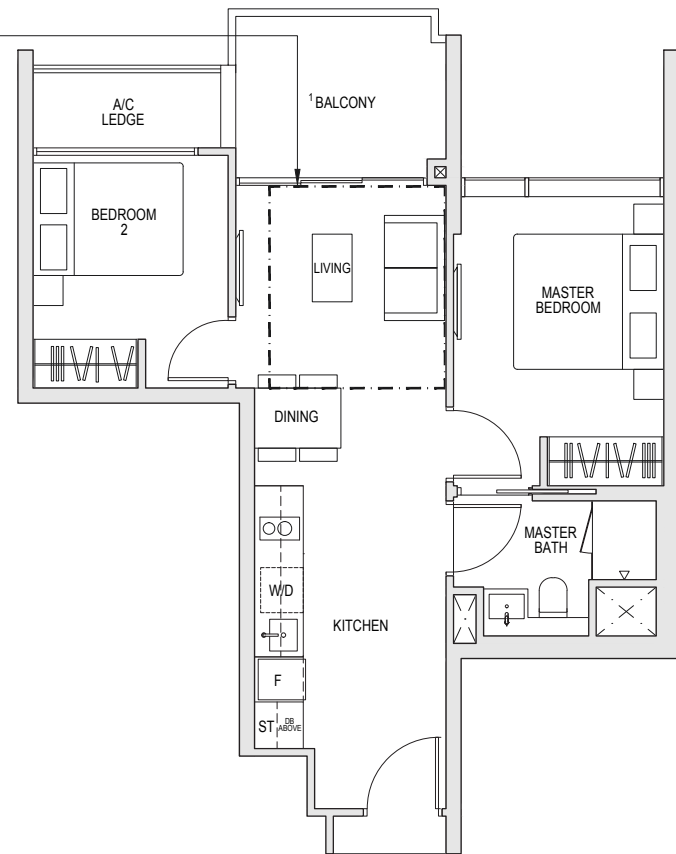 A/C
LEDGE
1 BALCONY
BEDROOM
2
LIVING
MASTER
BEDROOM
DINING
MASTER
BATH
W/D
KITCHEN
F
ST
DB
ABOVE